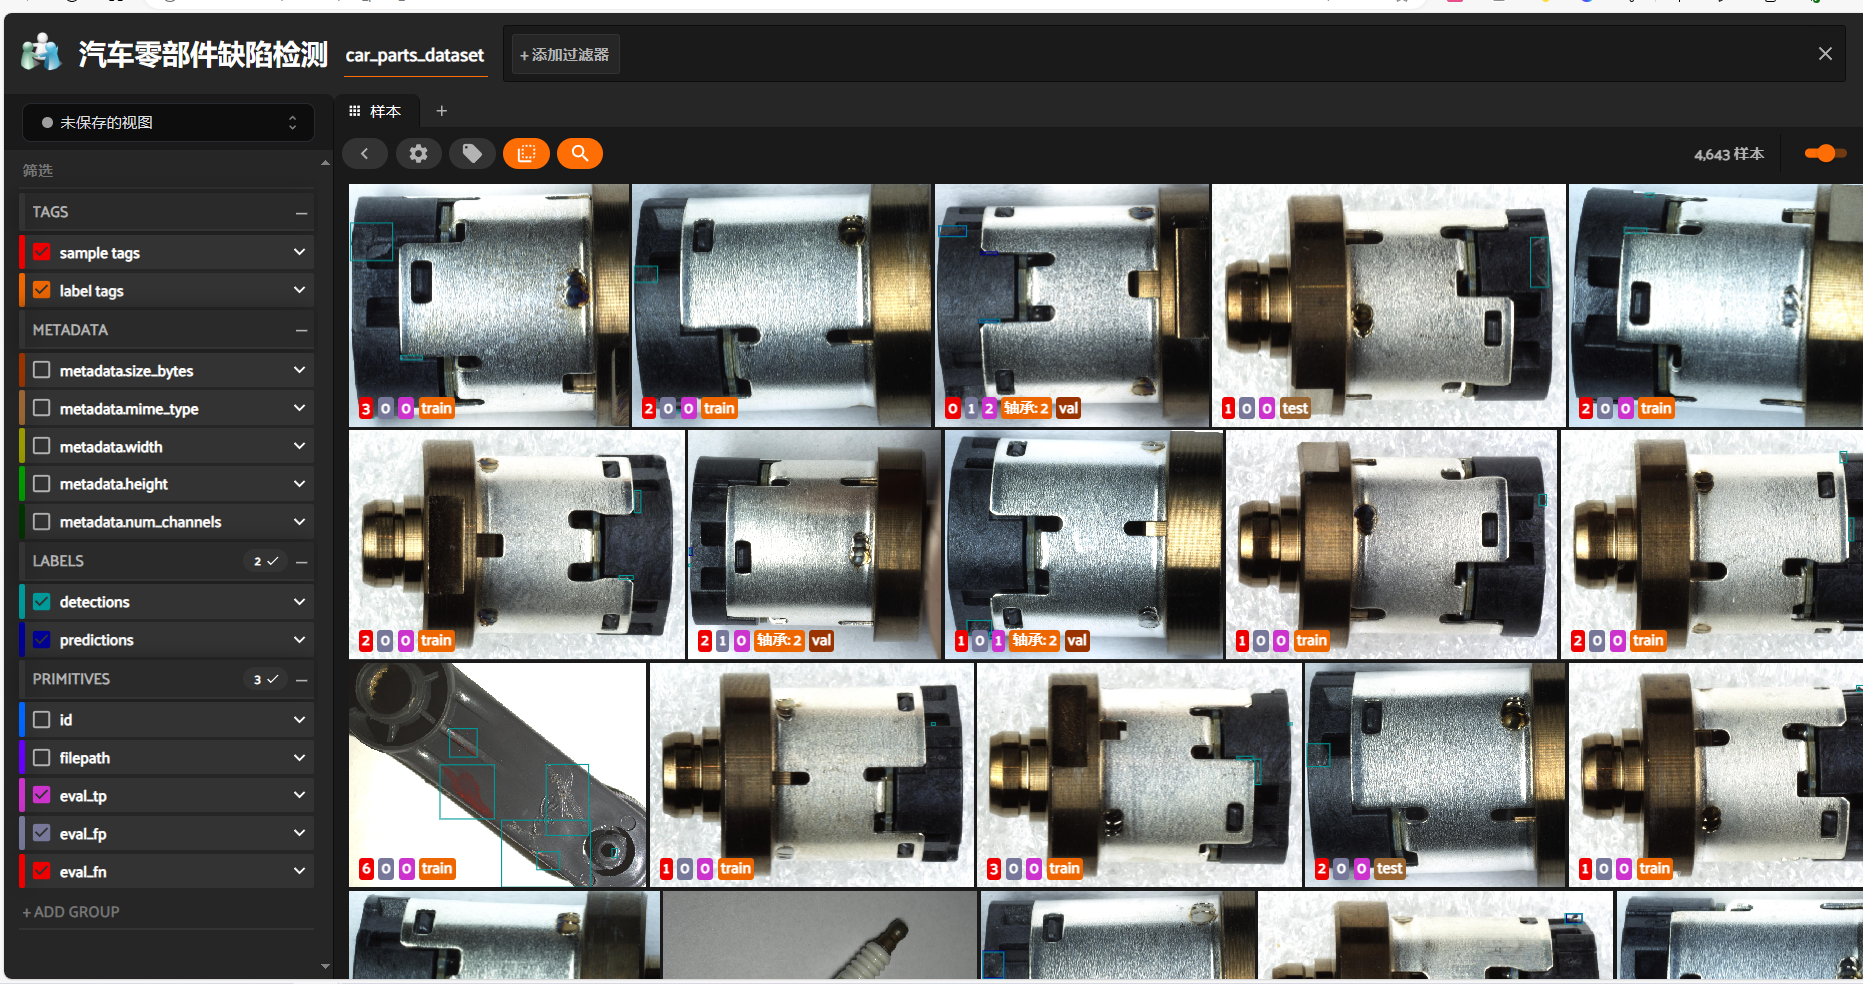 汽车零部件缺陷检测
car_parts_dataset
+ 添加过滤器
未保存的视图
样本
+
4,643 样本
筛选
TAGS
sample tags
label tags
METADATA
metadata.size_bytes
metadata.mime_type
metadata.width
metadata.height
metadata.num_channels
LABELS
2
detections
predictions
PRIMITIVES
3
id
filepath
eval_tp
eval_fp
eval_fn
+ ADD GROUP
3 0 0 train
2 0 0 train
0 1 2 轴承: 2 val
1 0 0 test
2 0 0 train
2 0 0 train
2 1 0 轴承: 2 val
1 0 1 轴承: 2 val
1 0 0 train
2 0 0 train
6 0 0 train
1 0 0 train
3 0 0 train
2 0 0 test
1 0 0 train